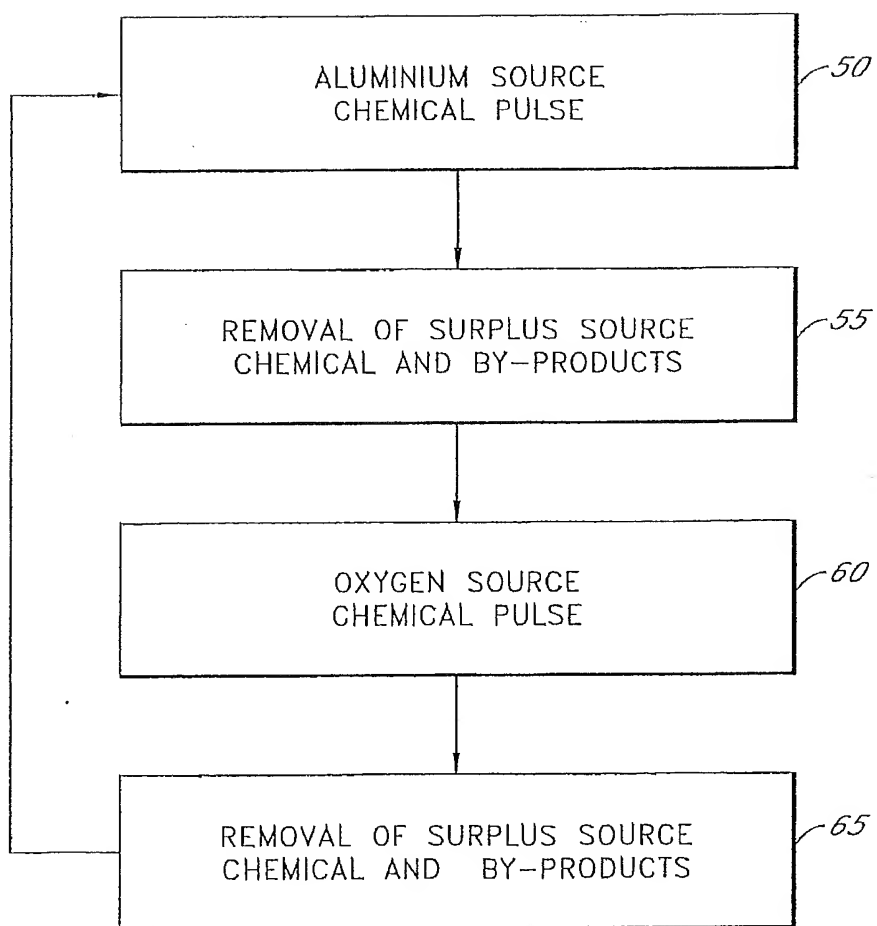 ALUMINIUM SOURCE
CHEMICAL PULSE
50
REMOVAL OF SURPLUS SOURCE
CHEMICAL AND BY-PRODUCTS
55
OXYGEN SOURCE
CHEMICAL PULSE
60
REMOVAL OF SURPLUS SOURCE
CHEMICAL AND BY-PRODUCTS
65